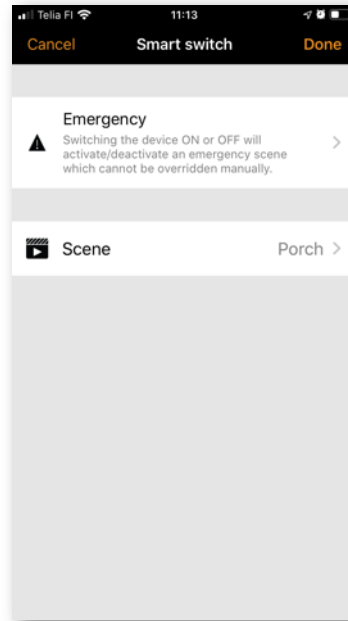 Telia FI 11:13
Cancel Smart switch Done
Emergency
Switching the device ON or OFF will
activate/deactivate an emergency scene
which cannot be overridden manually.
Scene Porch